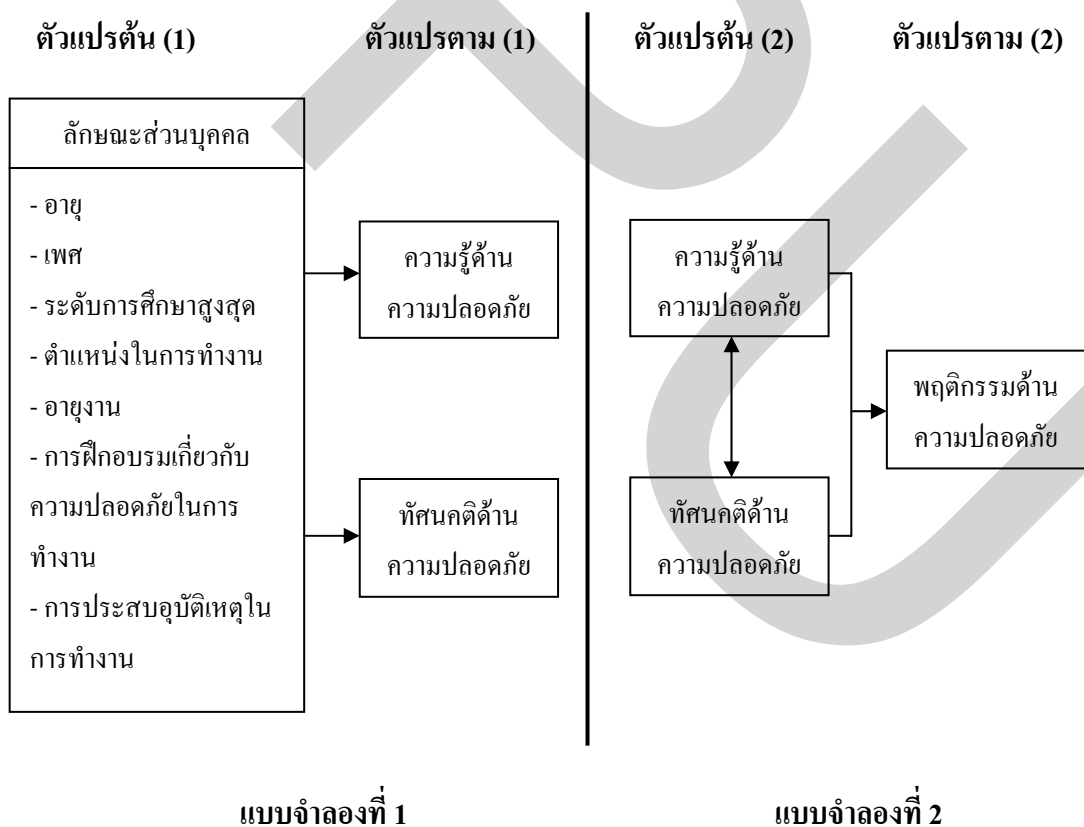 ตัวแปรต้น (1)
ตัวแปรตาม (1)
ตัวแปรต้น (2)
ตัวแปรตาม (2)
ลักษณะส่วนบุคคล
- อายุ
- เพศ
- ระดับการศึกษาสูงสุด
- ตำแหน่งในการทำงาน
- อายุงาน
- การฝึกอบรมเกี่ยวกับ
ความปลอดภัยในการ
ทำงาน
- การประสบอุบัติเหตุใน
การทำงาน
ความรู้ด้าน
ความปลอดภัย
ทัศนคติด้าน
ความปลอดภัย
ความรู้ด้าน
ความปลอดภัย
ทัศนคติด้าน
ความปลอดภัย
พฤติกรรมด้าน
ความปลอดภัย
แบบจำลองที่ 1
แบบจำลองที่ 2